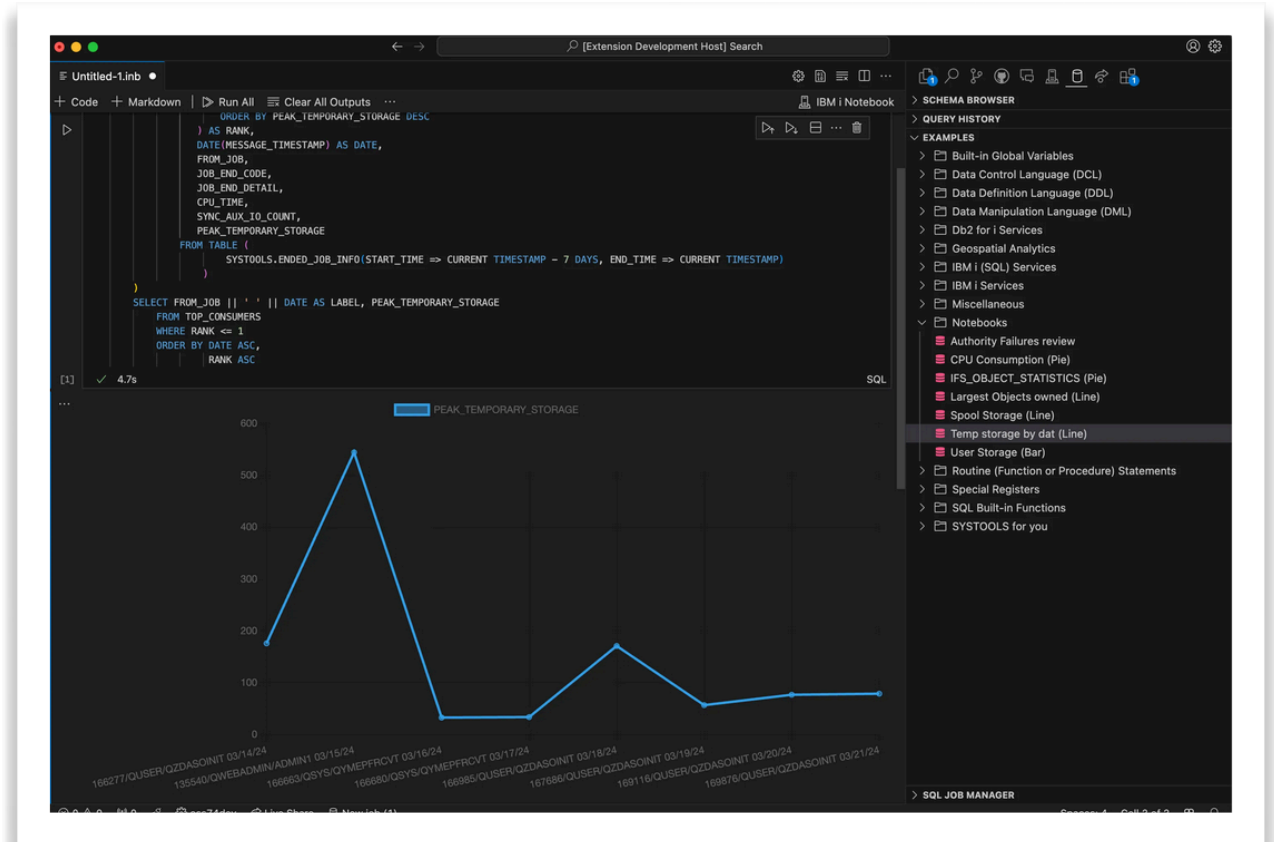 [Extension Development Host] Search
Untitled-1.inb
+ Code + Markdown Run All Clear All Outputs ... IBM i Notebook
ORDER BY PEAK_TEMPORARY_STORAGE DESC
) AS RANK,
DATE(MESSAGE_TIMESTAMP) AS DATE,
FROM_JOB,
JOB_END_CODE,
JOB_END_DETAIL,
CPU_TIME,
SYNC_AUX_IO_COUNT,
PEAK_TEMPORARY_STORAGE
FROM TABLE (
SYSTOOLS.ENDED_JOB_INFO(START_TIME => CURRENT TIMESTAMP - 7 DAYS, END_TIME => CURRENT TIMESTAMP)
)
)
SELECT FROM_JOB || ' ' || DATE AS LABEL, PEAK_TEMPORARY_STORAGE
FROM TOP_CONSUMERS
WHERE RANK <= 1
ORDER BY DATE ASC,
RANK ASC
[1] 4.7s SQL
PEAK_TEMPORARY_STORAGE
600
500
400
300
200
100
0
166277/QUSER/QZDASOINIT 03/14/24
135540/QWEBADMIN/ADMIN1 03/15/24
166663/QSYS/QYMEPFRCVT 03/16/24
166680/QSYS/QYMEPFRCVT 03/17/24
166985/QUSER/QZDASOINIT 03/18/24
167686/QUSER/QZDASOINIT 03/19/24
169116/QUSER/QZDASOINIT 03/20/24
169876/QUSER/QZDASOINIT 03/21/24
1
1
SCHEMA BROWSER
QUERY HISTORY
EXAMPLES
Built-in Global Variables
Data Control Language (DCL)
Data Definition Language (DDL)
Data Manipulation Language (DML)
Db2 for i Services
Geospatial Analytics
IBM i (SQL) Services
IBM i Services
Miscellaneous
Notebooks
Authority Failures review
CPU Consumption (Pie)
IFS_OBJECT_STATISTICS (Pie)
Largest Objects owned (Line)
Spool Storage (Line)
Temp storage by dat (Line)
User Storage (Bar)
Routine (Function or Procedure) Statements
Special Registers
SQL Built-in Functions
SYSTOOLS for you
SQL JOB MANAGER
Live Share New job (1)